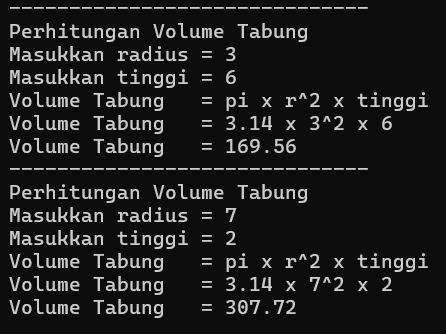 ------------------------------
Perhitungan Volume Tabung
Masukkan radius = 3
Masukkan tinggi = 6
Volume Tabung   = pi x r^2 x tinggi
Volume Tabung   = 3.14 x 3^2 x 6
Volume Tabung   = 169.56
------------------------------
Perhitungan Volume Tabung
Masukkan radius = 7
Masukkan tinggi = 2
Volume Tabung   = pi x r^2 x tinggi
Volume Tabung   = 3.14 x 7^2 x 2
Volume Tabung   = 307.72